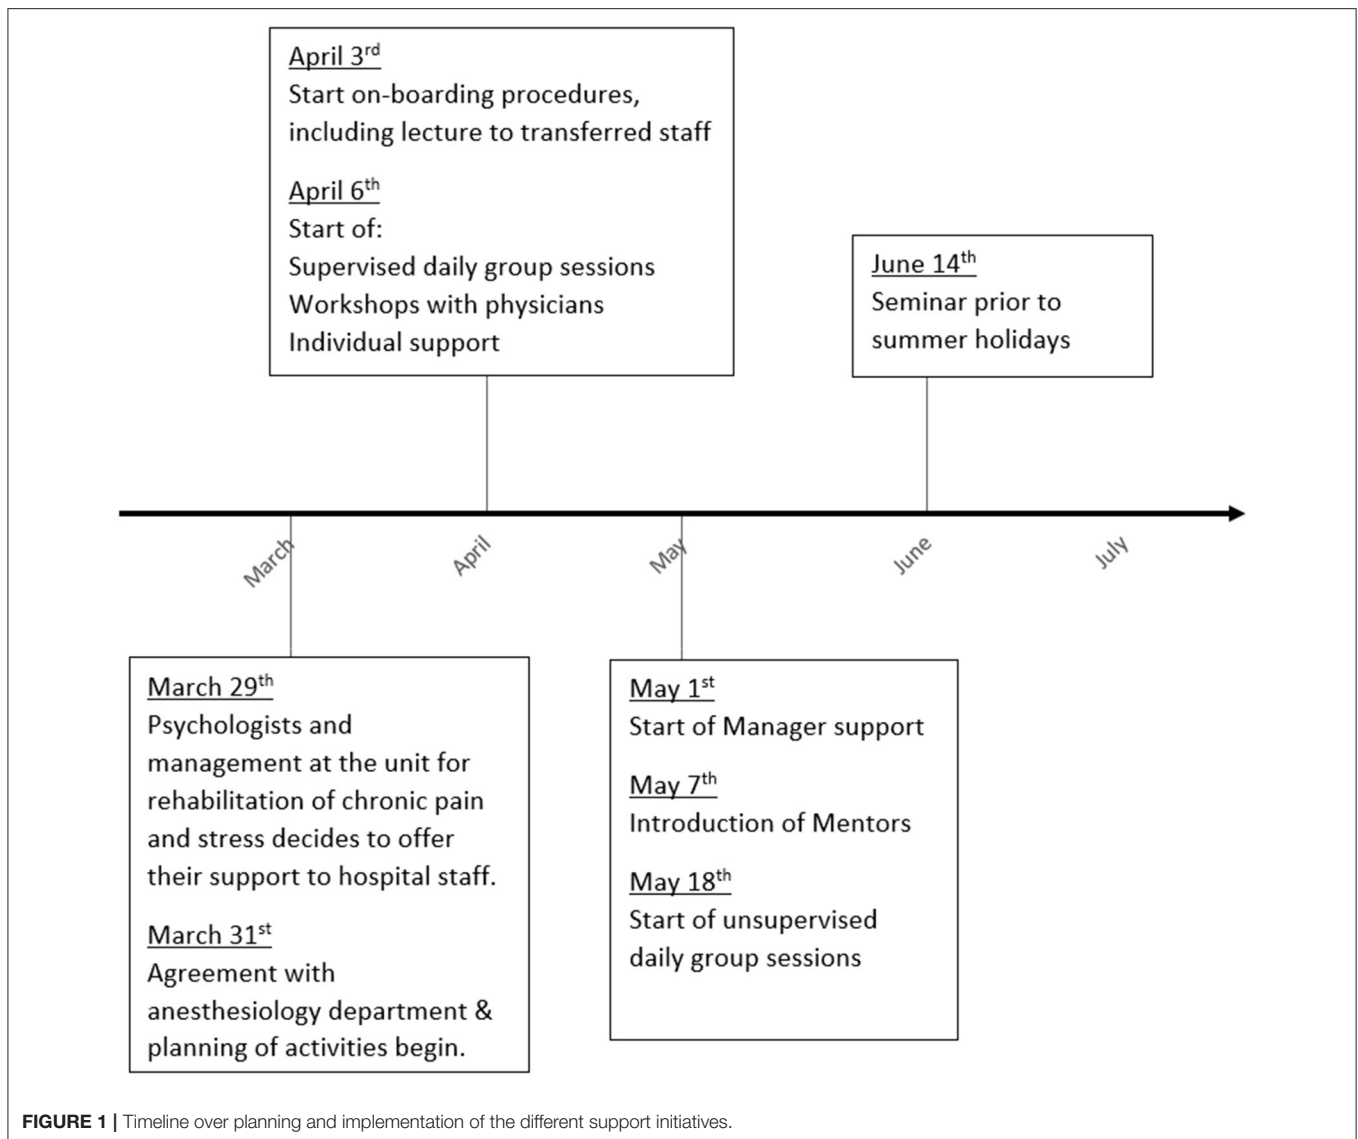 April 3rd
Start on-boarding procedures,
including lecture to transferred staff
April 6th
Start of:
Supervised daily group sessions
Workshops with physicians
Individual support
June 14th
Seminar prior to
summer holidays
March
April
May
June
July
March 29th
Psychologists and
management at the unit for
rehabilitation of chronic pain
and stress decides to offer
their support to hospital staff.
March 31st
Agreement with
anesthesiology department &
planning of activities begin.
May 1st
Start of Manager support
May 7th
Introduction of Mentors
May 18th
Start of unsupervised
daily group sessions
FIGURE 1 | Timeline over planning and implementation of the different support initiatives.